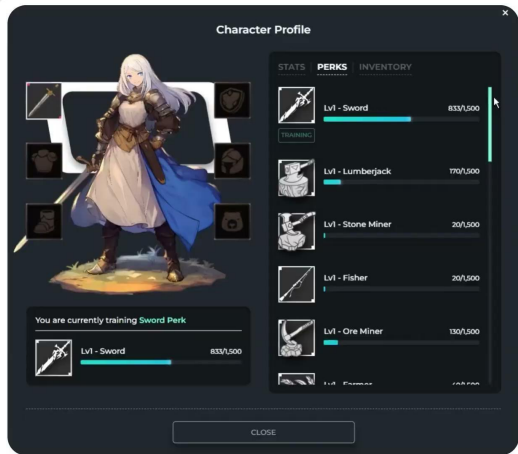 Character Profile
STATS PERKS INVENTORY
Lv1 - Sword 833/1,500
TRAINING
Lv1 - Lumberjack 170/1,500
Lv1 - Stone Miner 20/1,500
Lv1 - Fisher 20/1,500
Lv1 - Ore Miner 130/1,500
You are currently training Sword Perk
Lv1 - Sword 833/1,500
CLOSE